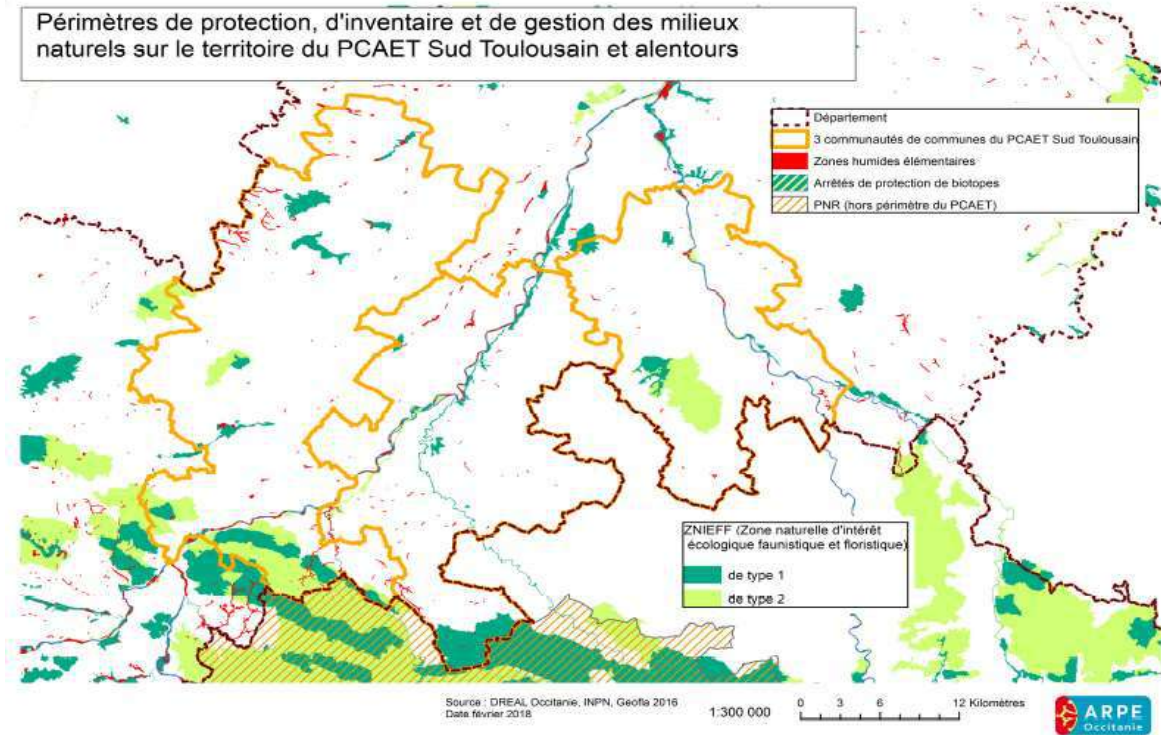 Périmètres de protection, d'inventaire et de gestion des milieux
naturels sur le territoire du PCAET Sud Toulousain et alentours
Département
3 communautés de communes du PCAET Sud Toulousain
Zones humides élémentaires
Arrêtés de protection de biotopes
PNR (hors périmètre du PCAET)
ZNIEFF (Zone naturelle d'intérêt
écologique faunistique et floristique)
de type 1
de type 2
Source : DREAL Occitanie, INPN, Geofla 2016
Date février 2018
1:300 000
0 3 6 12 Kilomètres
ARPE
Occitanie